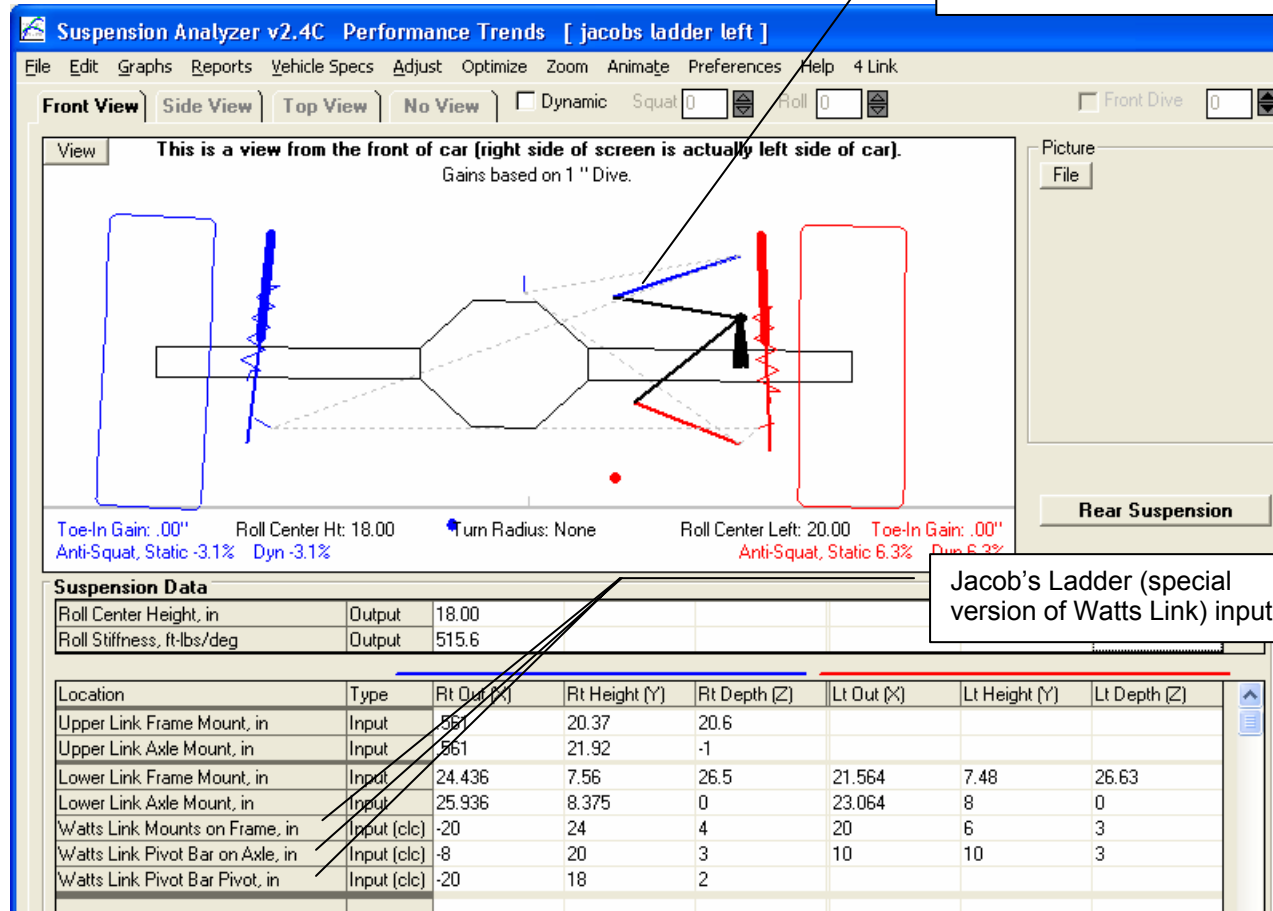 Suspension Analyzer v2.4C Performance Trends [ jacobs ladder left ]
File Edit Graphs Reports Vehicle Specs Adjust Optimize Zoom Animate Preferences Help 4 Link
Front View Side View Top View No View Dynamic Squat 0 Roll 0 Front Dive 0
View This is a view from the front of car (right side of screen is actually left side of car).
Gains based on 1 " Dive.
Picture
File
Toe-In Gain: .00" Roll Center Ht: 18.00 Turn Radius: None Roll Center Left: 20.00 Toe-In Gain: .00"
Anti-Squat, Static -3.1% Dyn -3.1% Anti-Squat, Static 6.3% Dyn 6.3%
Rear Suspension
Jacob's Ladder (special
version of Watts Link) input
Suspension Data
Roll Center Height, in Output 18.00
Roll Stiffness, ft-lbs/deg Output 515.6
Location Type Rt Out (X) Rt Height (Y) Rt Depth (Z) Lt Out (X) Lt Height (Y) Lt Depth (Z)
Upper Link Frame Mount, in Input .561 20.37 20.6
Upper Link Axle Mount, in Input .561 21.92 -1
Lower Link Frame Mount, in Input 24.436 7.56 26.5 21.564 7.48 26.63
Lower Link Axle Mount, in Input 25.936 8.375 0 23.064 8 0
Watts Link Mounts on Frame, in Input (clc) -20 24 4 20 6 3
Watts Link Pivot Bar on Axle, in Input (clc) -8 20 3 10 10 3
Watts Link Pivot Bar Pivot, in Input (clc) -20 18 2